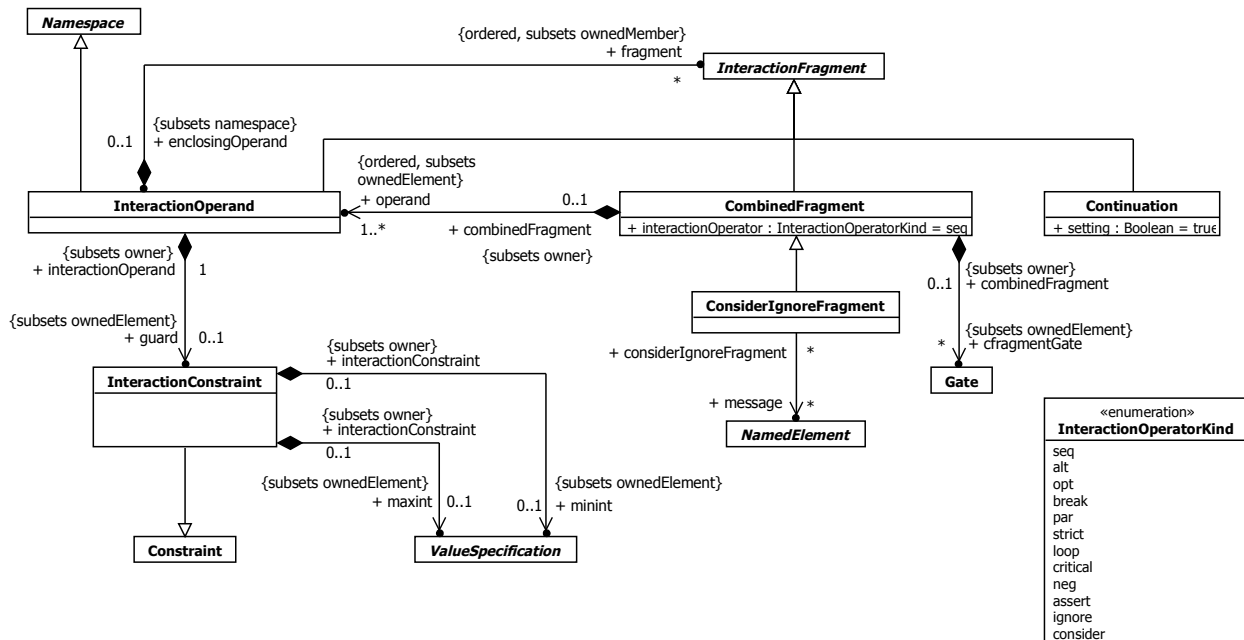 Namespace
{ordered, subsets ownedMember}
+ fragment
*
InteractionFragment
{subsets namespace}
0..1
+ enclosingOperand
{ordered, subsets
ownedElement}
+ operand
1..*
0..1
+ combinedFragment
{subsets owner}
InteractionOperand
CombinedFragment
+ interactionOperator : InteractionOperatorKind = seq
Continuation
+ setting : Boolean = true
{subsets owner}
+ interactionOperand
1
{subsets owner}
0..1
+ combinedFragment
ConsiderIgnoreFragment
{subsets ownedElement}
+ guard
0..1
{subsets owner}
+ interactionConstraint
0..1
+ considerIgnoreFragment
*
{subsets ownedElement}
*
+ cfragmentGate
InteractionConstraint
Gate
{subsets owner}
+ interactionConstraint
0..1
+ message
*
NamedElement
«enumeration»
InteractionOperatorKind
seq
alt
opt
break
par
strict
loop
critical
neg
assert
ignore
consider
{subsets ownedElement}
+ maxint
0..1
{subsets ownedElement}
0..1
+ minint
Constraint
ValueSpecification